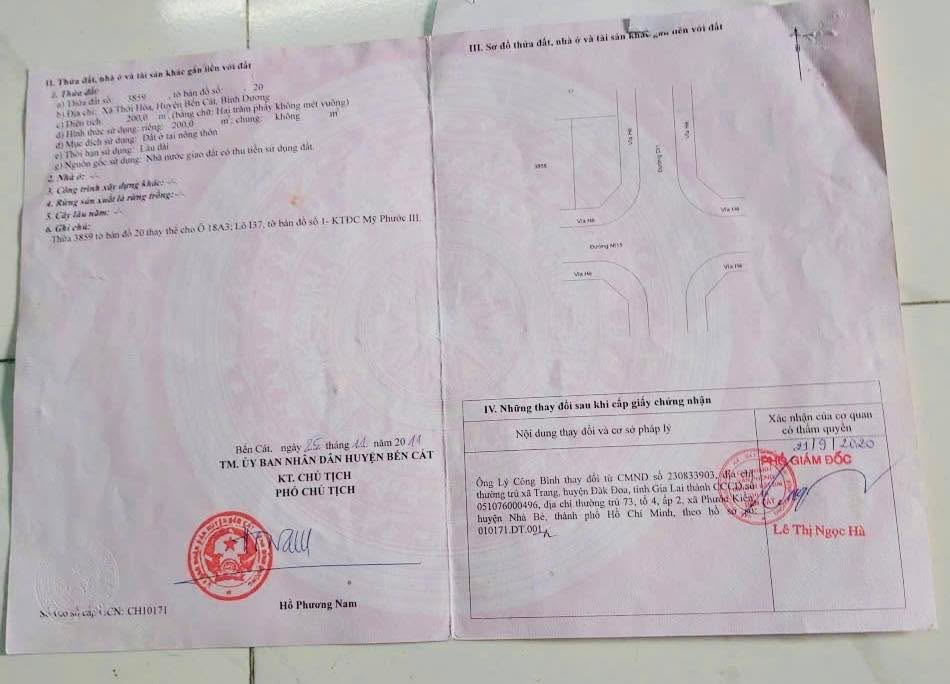 II. Thửa đất, nhà ở và tài sản khác gắn liền với đất
1. Thửa đất
a) Thửa đất số: 3859 , tờ bản đồ số: 20
b) Địa chỉ: Xã Thới Hòa, Huyện Bến Cát, Bình Dương
c) Diện tích: 200,0 m², (bằng chữ: Hai trăm phẩy không mét vuông)
d) Hình thức sử dụng: riêng: 200,0 m²; chung: không m²
đ) Mục đích sử dụng: Đất ở tại nông thôn
e) Thời hạn sử dụng: Lâu dài
g) Nguồn gốc sử dụng: Nhà nước giao đất có thu tiền sử dụng đất
2. Nhà ở: -/-
3. Công trình xây dựng khác: -/-
4. Rừng sản xuất là rừng trồng: -/-
5. Cây lâu năm: -/-
6. Ghi chú:
Thửa 3859 tờ bản đồ 20 thay thế cho Ô 18A3; Lô I37, tờ bản đồ số 1- KTĐC Mỹ Phước III.
Bến Cát, ngày 25 tháng 11 năm 2011
TM. ỦY BAN NHÂN DÂN HUYỆN BẾN CÁT
KT. CHỦ TỊCH
PHÓ CHỦ TỊCH
Hồ Phương Nam
Số vào sổ cấp GCN: CH10171
III. Sơ đồ thửa đất, nhà ở và tài sản khác gắn liền với đất
Vỉa Hè
Vỉa Hè
Đường
Vỉa Hè
Vỉa Hè
Đường
Vỉa Hè
Vỉa Hè
IV. Những thay đổi sau khi cấp giấy chứng nhận
Nội dung thay đổi và cơ sở pháp lý
Xác nhận của cơ quan
có thẩm quyền
21/9/2020
PHÓ GIÁM ĐỐC
Ông Lý Công Bình thay đổi từ CMND số 230833903, địa chỉ
thường trú xã Trang, huyện Đăk Đoa, tỉnh Gia Lai thành CCCD số
051076000496, địa chỉ thường trú 73, tổ 4, ấp 2, xã Phước Kiển,
huyện Nhà Bè, thành phố Hồ Chí Minh, theo hồ sơ số:
010171.DT.001
Lê Thị Ngọc Hà